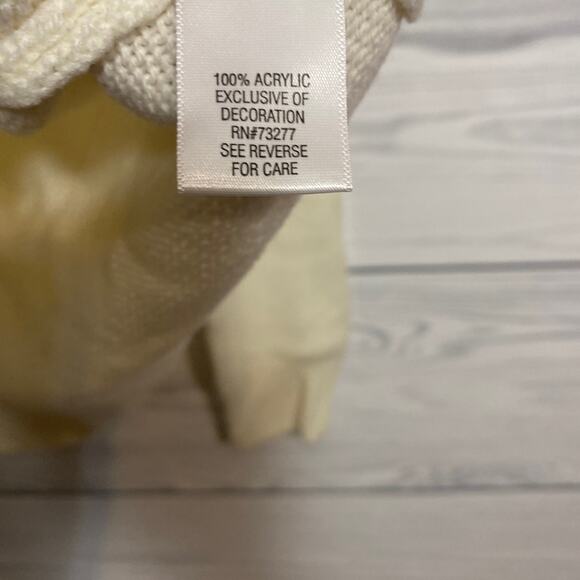 100% ACRYLIC
EXCLUSIVE OF
DECORATION
RN#73277
SEE REVERSE
FOR CARE